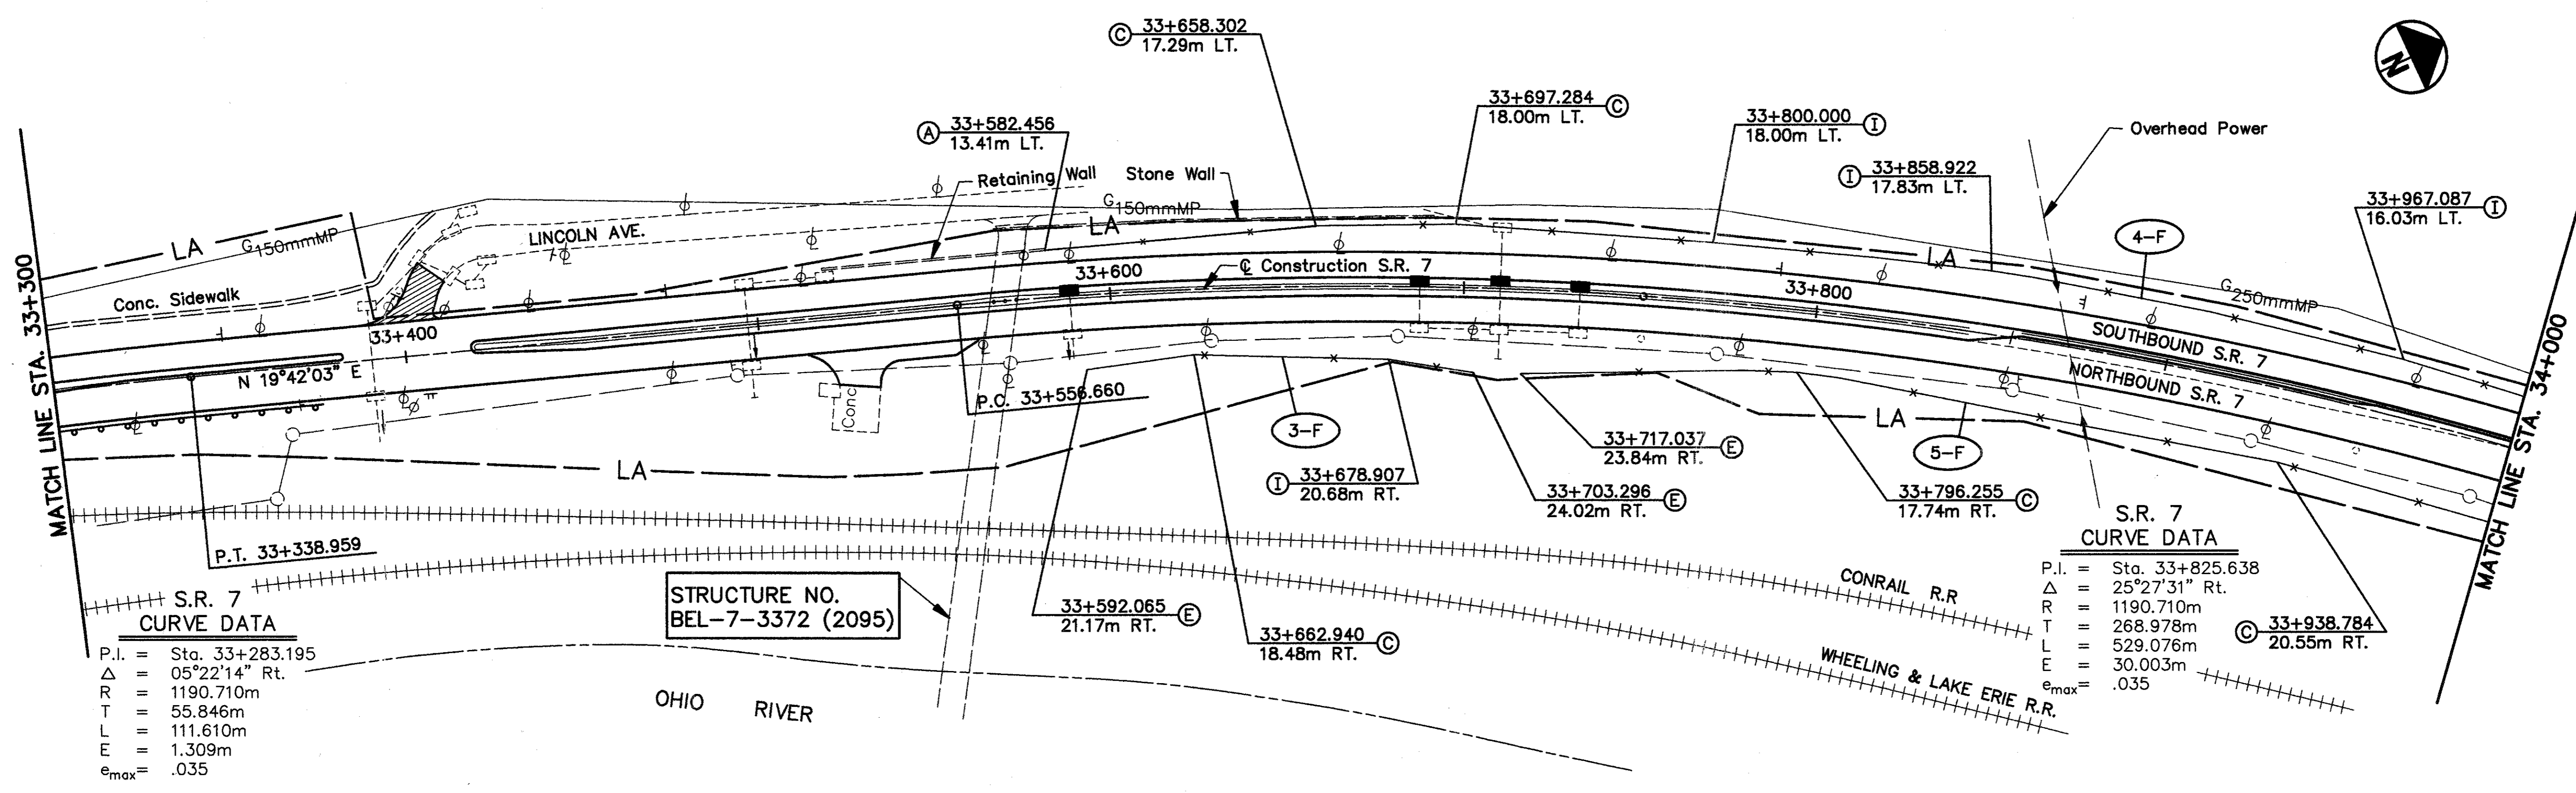 C 33+658.302
17.29m LT.
N
33+697.284 C
18.00m LT.
33+800.000 I
18.00m LT.
A 33+582.456
13.41m LT.
Overhead Power
I 33+858.922
17.83m LT.
Retaining Wall
Stone Wall
33+967.087 I
16.03m LT.
G 150mmMP
LA
LINCOLN AVE.
4-F
LA
G 150mmMP
LA
MATCH LINE STA. 33+300
Conc. Sidewalk
33+600
℄ Construction S.R. 7
33+800
G 250mmMP
33+400
SOUTHBOUND S.R. 7
NORTHBOUND S.R. 7
MATCH LINE STA. 34+000
N 19°42'03" E
P.C. 33+556.660
Conc
3-F
LA
5-F
33+717.037 E
23.84m RT.
LA
I 33+678.907
20.68m RT.
33+703.296 E
24.02m RT.
33+796.255 C
17.74m RT.
P.T. 33+338.959
S.R. 7
CURVE DATA
P.I. = Sta. 33+825.638
△ = 25°27'31" Rt.
R = 1190.710m
T = 268.978m
L = 529.076m
E = 30.003m
emax= .035
C 33+938.784
20.55m RT.
CONRAIL R.R
WHEELING & LAKE ERIE R.R.
STRUCTURE NO.
BEL-7-3372 (2095)
33+592.065 E
21.17m RT.
33+662.940 C
18.48m RT.
S.R. 7
CURVE DATA
P.I. = Sta. 33+283.195
△ = 05°22'14" Rt.
R = 1190.710m
T = 55.846m
L = 111.610m
E = 1.309m
emax= .035
OHIO RIVER